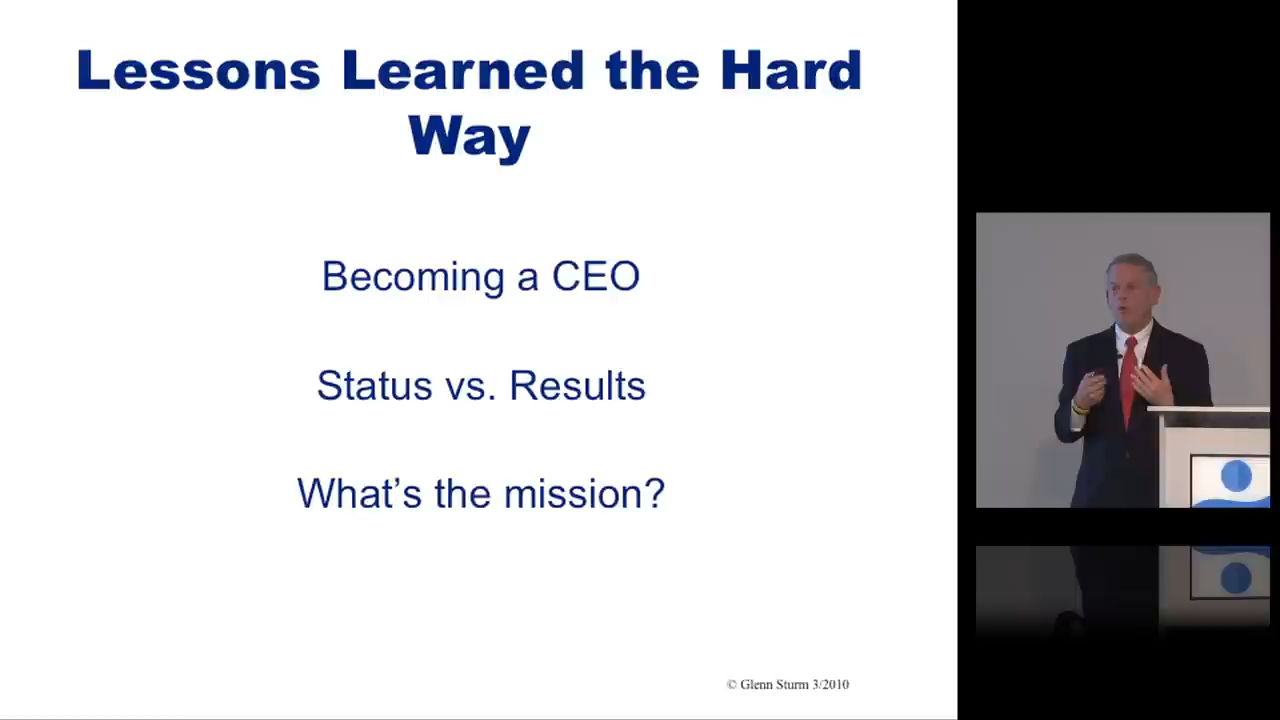 Lessons Learned the Hard
Way
Becoming a CEO
Status vs. Results
What's the mission?
© Glenn Sturm 3/2010